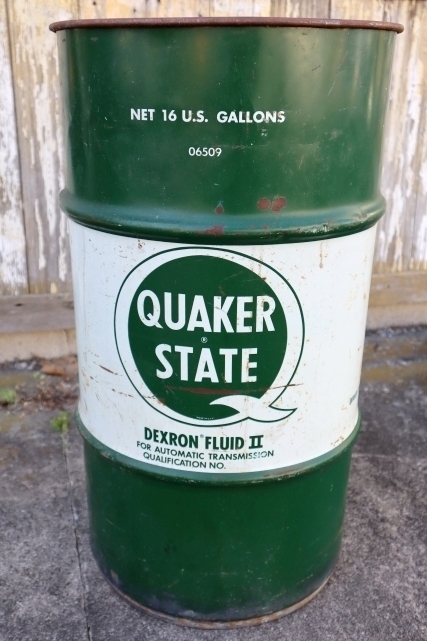 NET 16 U.S. GALLONS
06509
QUAKER
®
STATE
DEXRON® FLUID II
FOR AUTOMATIC TRANSMISSION
QUALIFICATION NO.